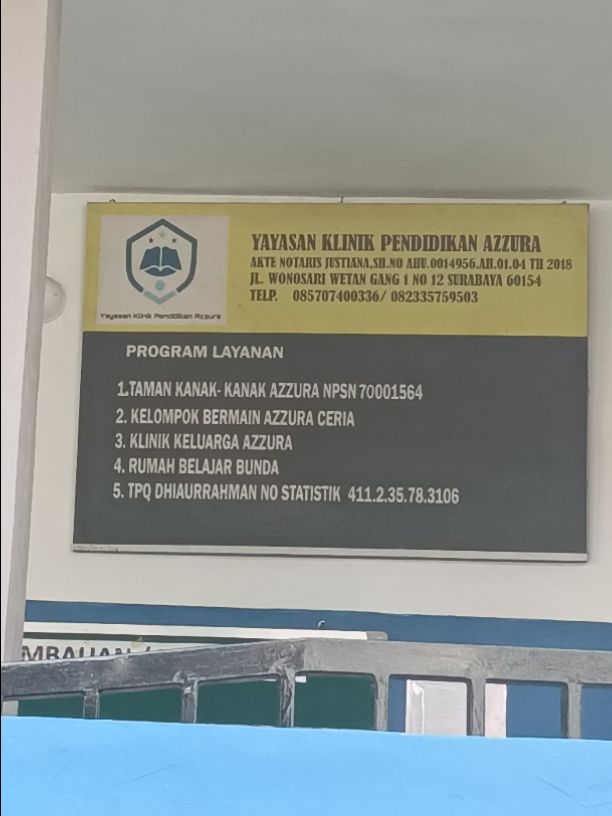 YAYASAN KLINIK PENDIDIKAN AZZURA
AKTE NOTARIS JUSTIANA,SH.NO AHU.0014956.AH.01.04 TH 2018
JL. WONOSARI WETAN GANG 1 NO 12 SURABAYA 60154
TELP. 085707400336/ 082335759503
Yayasan Klinik Pendidikan Azzura
PROGRAM LAYANAN
1.TAMAN KANAK- KANAK AZZURA NPSN 70001564
2. KELOMPOK BERMAIN AZZURA CERIA
3. KLINIK KELUARGA AZZURA
4. RUMAH BELAJAR BUNDA
5. TPQ DHIAURRAHMAN NO STATISTIK 411.2.35.78.3106